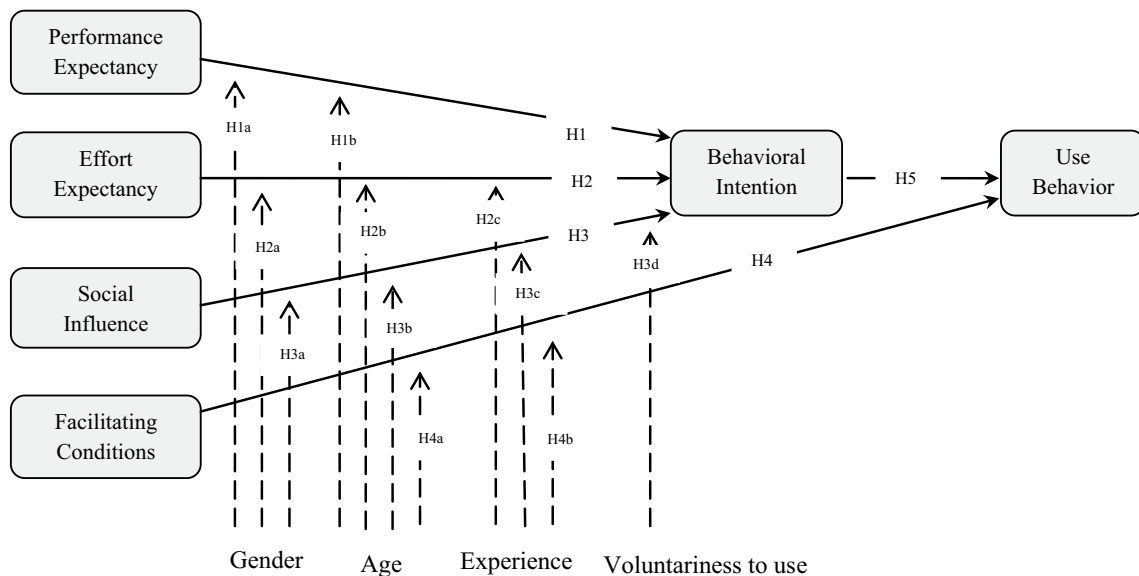 Performance
Expectancy
H1a
H1b
H1
Effort
Expectancy
H2
Behavioral
Intention
H5
Use
Behavior
H2a
H2b
H2c
H3
H3d
H4
Social
Influence
H3a
H3b
H3c
Facilitating
Conditions
H4a
H4b
Gender
Age
Experience
Voluntariness to use